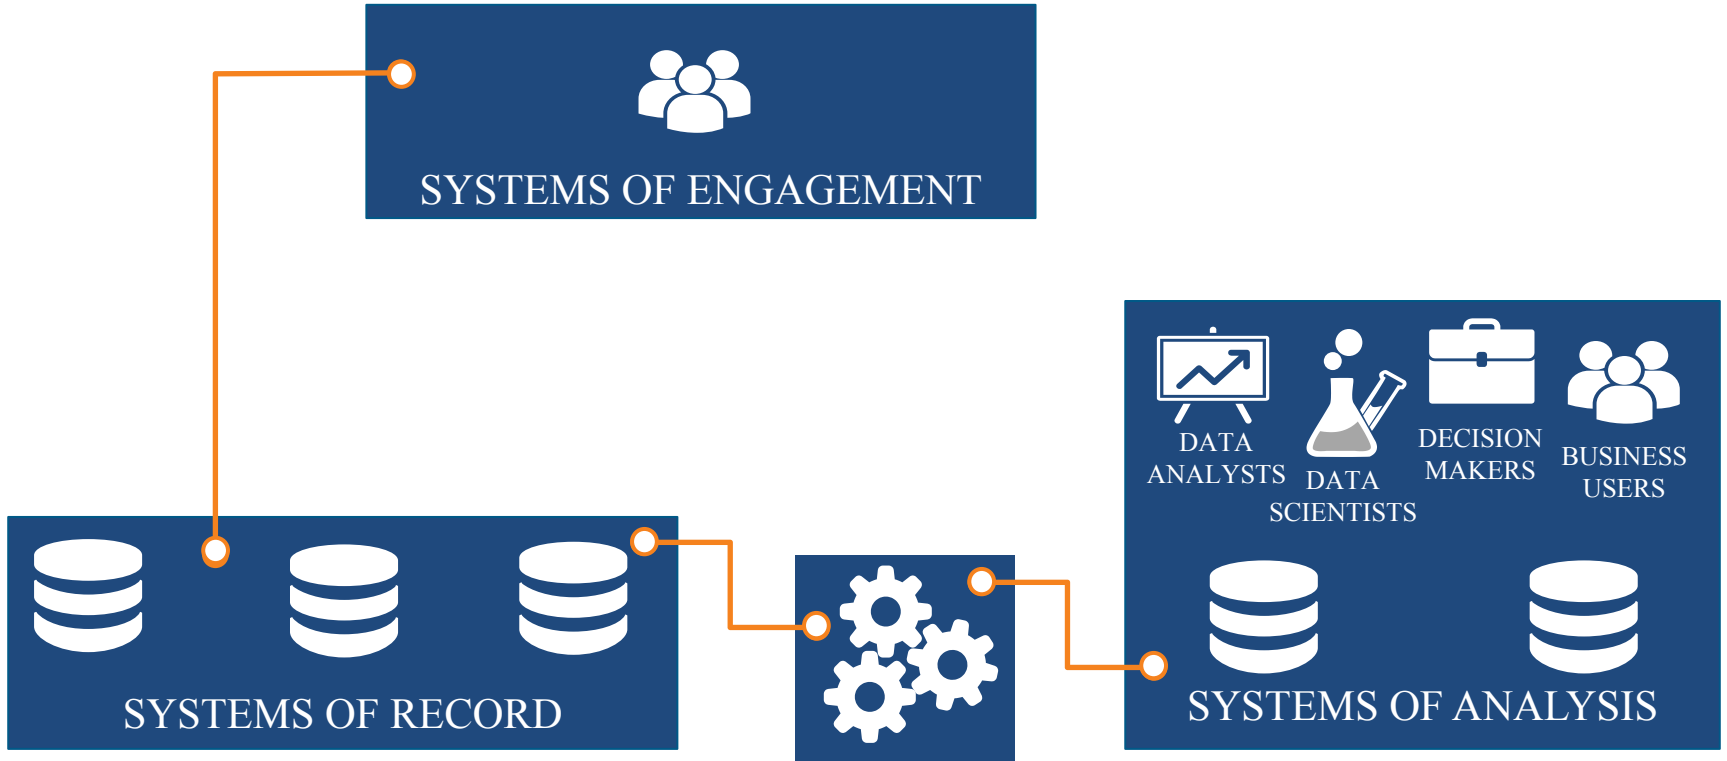 SYSTEMS OF ENGAGEMENT
DATA
ANALYSTS
DATA
SCIENTISTS
DECISION
MAKERS
BUSINESS
USERS
SYSTEMS OF RECORD
SYSTEMS OF ANALYSIS